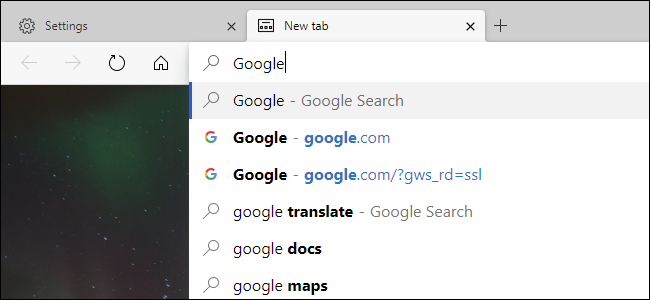 Settings
New tab
Google
Google - Google Search
Google - google.com
Google - google.com/?gws_rd=ssl
google translate - Google Search
google docs
google maps